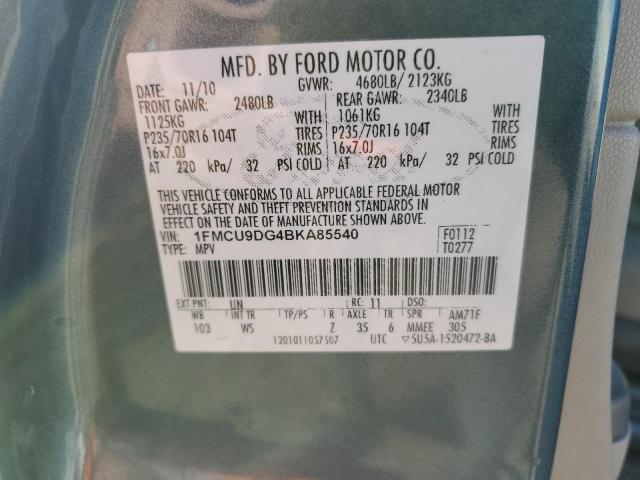 MFD. BY FORD MOTOR CO.
DATE: 11/10 GVWR: 4680LB/ 2123KG
FRONT GAWR: 2480LB REAR GAWR: 2340LB
1125KG WITH 1061KG WITH
P235/70R16 104T TIRES P235/70R16 104T TIRES
16x7.0J RIMS 16x7.0J RIMS
AT 220 kPa/ 32 PSI COLD AT 220 kPa/ 32 PSI COLD
THIS VEHICLE CONFORMS TO ALL APPLICABLE FEDERAL MOTOR
VEHICLE SAFETY AND THEFT PREVENTION STANDARDS IN
EFFECT ON THE DATE OF MANUFACTURE SHOWN ABOVE.
VIN: 1FMCU9DG4BKA85540 F0112
TYPE: MPV T0277
EXT PNT: UN RC: 11 DSO:
WB INT TR TP/PS R AXLE TR SPR AM71F
103 WS Z 35 6 MMEE 305
1201011057507 UTC ▽5U5A-1520472-BA